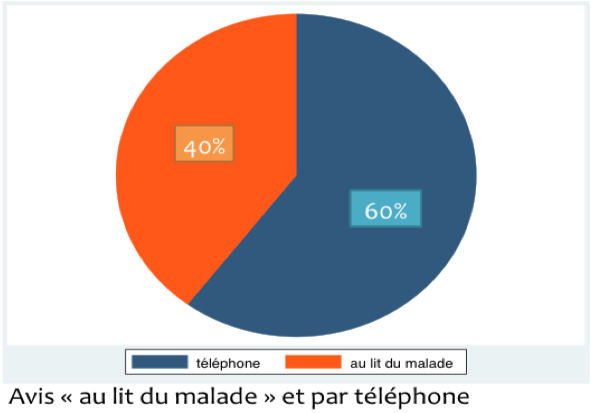 40%
60%
téléphone au lit du malade
Avis « au lit du malade » et par téléphone